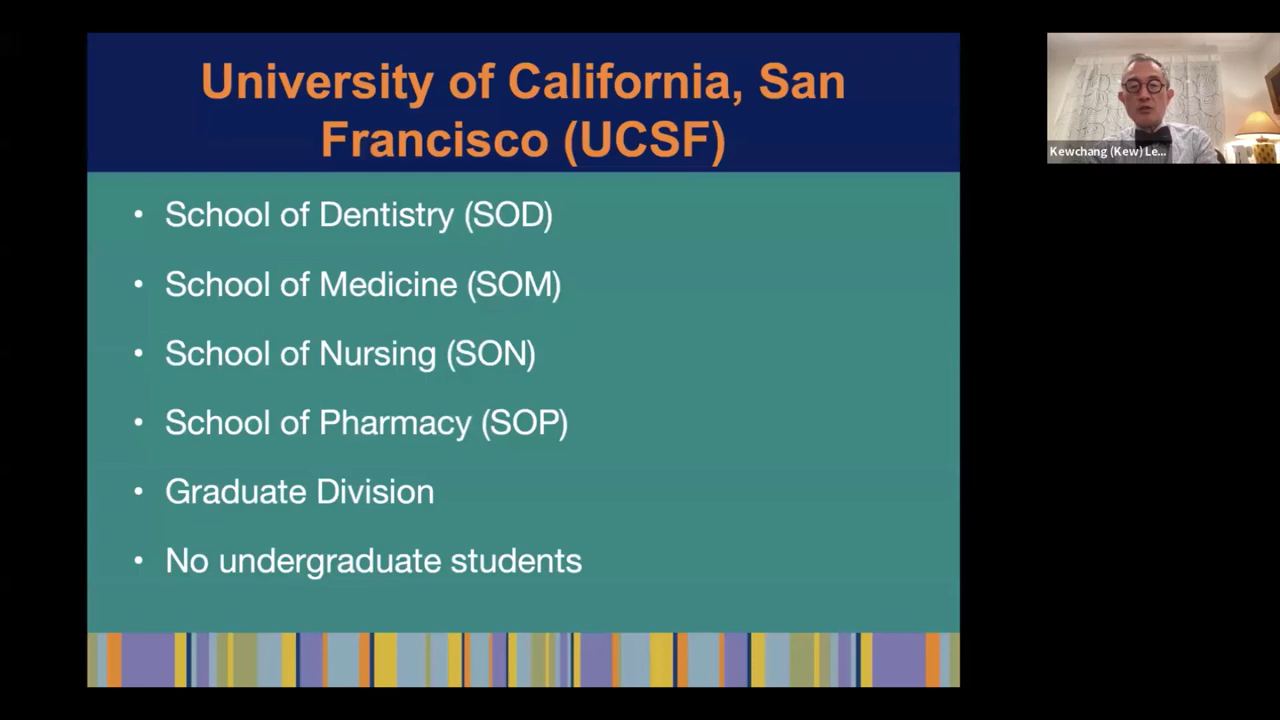 University of California, San
Francisco (UCSF)
• School of Dentistry (SOD)
• School of Medicine (SOM)
• School of Nursing (SON)
• School of Pharmacy (SOP)
• Graduate Division
• No undergraduate students
Kewchang (Kew) Le...